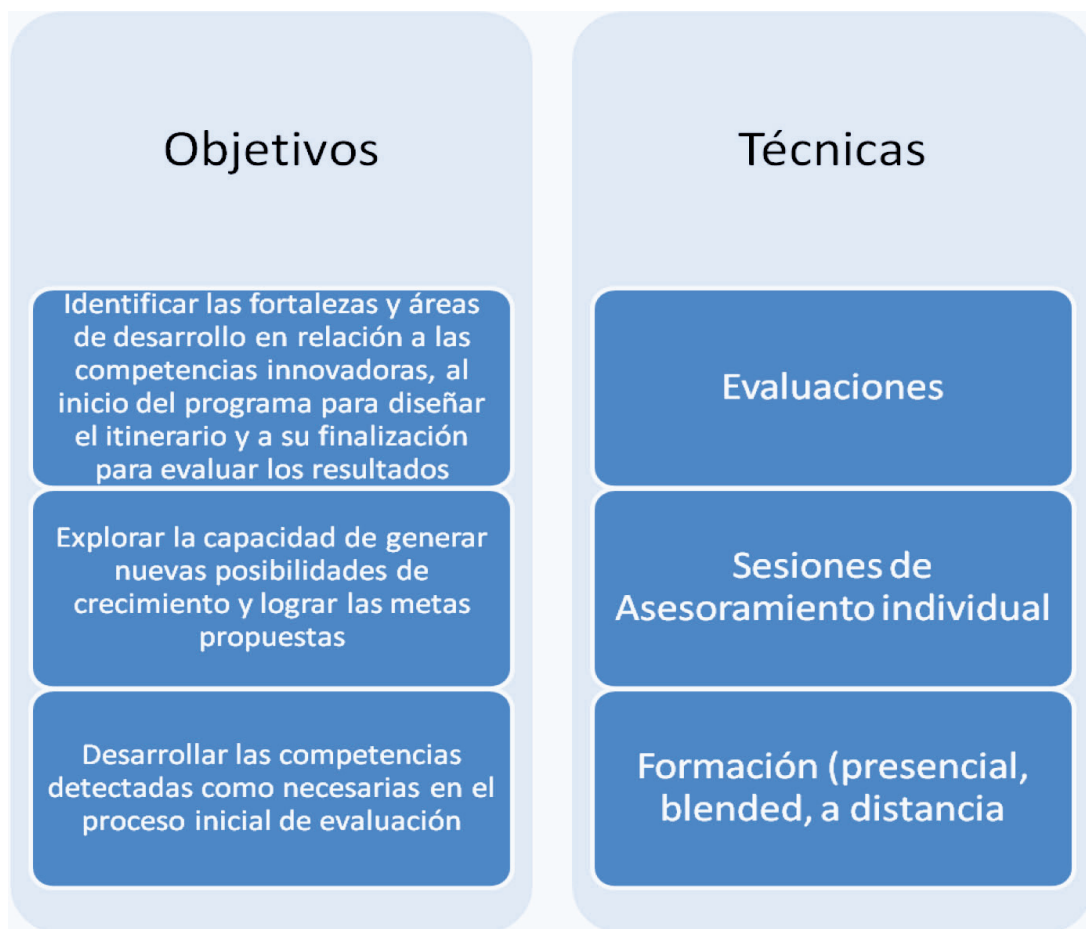 Objetivos
Identificar las fortalezas y áreas
de desarrollo en relación a las
competencias innovadoras, al
inicio del programa para diseñar
el itinerario y a su finalización
para evaluar los resultados
Explorar la capacidad de generar
nuevas posibilidades de
crecimiento y lograr las metas
propuestas
Desarrollar las competencias
detectadas como necesarias en el
proceso inicial de evaluación
Técnicas
Evaluaciones
Sesiones de
Asesoramiento individual
Formación (presencial,
blended, a distancia